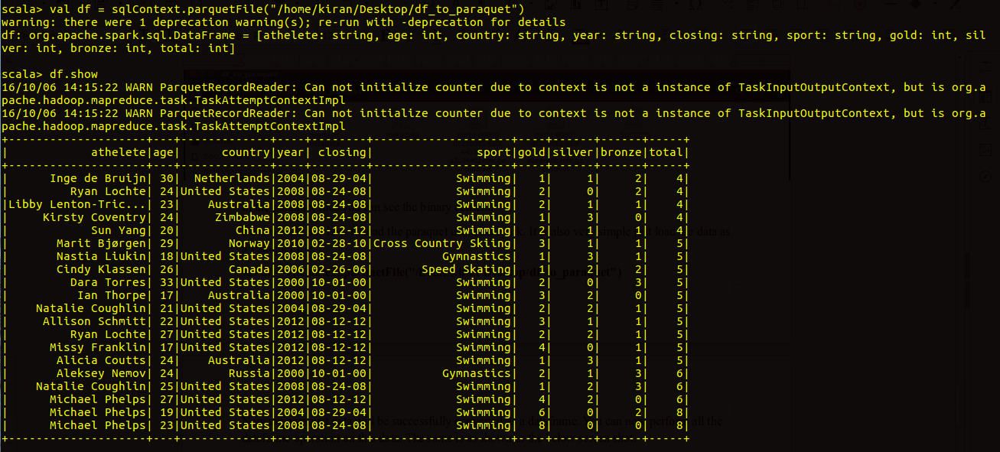 scala> val df = sqlContext.parquetFile("/home/kiran/Desktop/df_to_paraquet")
warning: there were 1 deprecation warning(s); re-run with -deprecation for details
df: org.apache.spark.sql.DataFrame = [athelete: string, age: int, country: string, year: string, closing: string, sport: string, gold: int, sil
ver: int, bronze: int, total: int]
scala> df.show
16/10/06 14:15:22 WARN ParquetRecordReader: Can not initialize counter due to context is not a instance of TaskInputOutputContext, but is org.a
pache.hadoop.mapreduce.task.TaskAttemptContextImpl
16/10/06 14:15:22 WARN ParquetRecordReader: Can not initialize counter due to context is not a instance of TaskInputOutputContext, but is org.a
pache.hadoop.mapreduce.task.TaskAttemptContextImpl
+--------------------+---+-------------+----+--------+--------------------+----+------+------+-----+
|            athelete|age|      country|year| closing|               sport|gold|silver|bronze|total|
+--------------------+---+-------------+----+--------+--------------------+----+------+------+-----+
|      Inge de Bruijn| 30|  Netherlands|2004|08-29-04|            Swimming|   1|     1|     2|    4|
|         Ryan Lochte| 24|United States|2008|08-24-08|            Swimming|   2|     0|     2|    4|
|Libby Lenton-Tric...| 23|    Australia|2008|08-24-08|            Swimming|   2|     1|     1|    4|
|     Kirsty Coventry| 24|     Zimbabwe|2008|08-24-08|            Swimming|   1|     3|     0|    4|
|            Sun Yang| 20|        China|2012|08-12-12|            Swimming|   2|     1|     1|    4|
|       Marit Bjørgen| 29|       Norway|2010|02-28-10|Cross Country Skiing|   3|     1|     1|    5|
|       Nastia Liukin| 18|United States|2008|08-24-08|          Gymnastics|   1|     3|     1|    5|
|       Cindy Klassen| 26|       Canada|2006|02-26-06|       Speed Skating|   1|     2|     2|    5|
|         Dara Torres| 33|United States|2000|10-01-00|            Swimming|   2|     0|     3|    5|
|          Ian Thorpe| 17|    Australia|2000|10-01-00|            Swimming|   3|     2|     0|    5|
|    Natalie Coughlin| 21|United States|2004|08-29-04|            Swimming|   2|     2|     1|    5|
|     Allison Schmitt| 22|United States|2012|08-12-12|            Swimming|   3|     1|     1|    5|
|         Ryan Lochte| 27|United States|2012|08-12-12|            Swimming|   2|     2|     1|    5|
|      Missy Franklin| 17|United States|2012|08-12-12|            Swimming|   4|     0|     1|    5|
|       Alicia Coutts| 24|    Australia|2012|08-12-12|            Swimming|   1|     3|     1|    5|
|       Aleksey Nemov| 24|       Russia|2000|10-01-00|          Gymnastics|   2|     1|     3|    6|
|    Natalie Coughlin| 25|United States|2008|08-24-08|            Swimming|   1|     2|     3|    6|
|      Michael Phelps| 27|United States|2012|08-12-12|            Swimming|   4|     2|     0|    6|
|      Michael Phelps| 19|United States|2004|08-29-04|            Swimming|   6|     0|     2|    8|
|      Michael Phelps| 23|United States|2008|08-24-08|            Swimming|   8|     0|     0|    8|
+--------------------+---+-------------+----+--------+--------------------+----+------+------+-----+